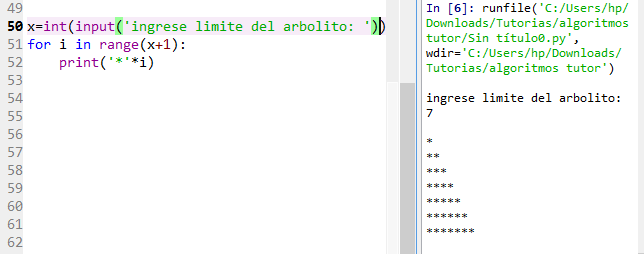 49
50 x=int(input('ingrese limite del arbolito: '))
51 for i in range(x+1):
52     print('*'*i)
53
54
55
56
57
58
59
60
61
62
In [6]: runfile('C:/Users/hp/
Downloads/Tutorias/algoritmos
tutor/Sin título0.py',
wdir='C:/Users/hp/Downloads/
Tutorias/algoritmos tutor')
ingrese limite del arbolito:
7
*
**
***
****
*****
******
*******